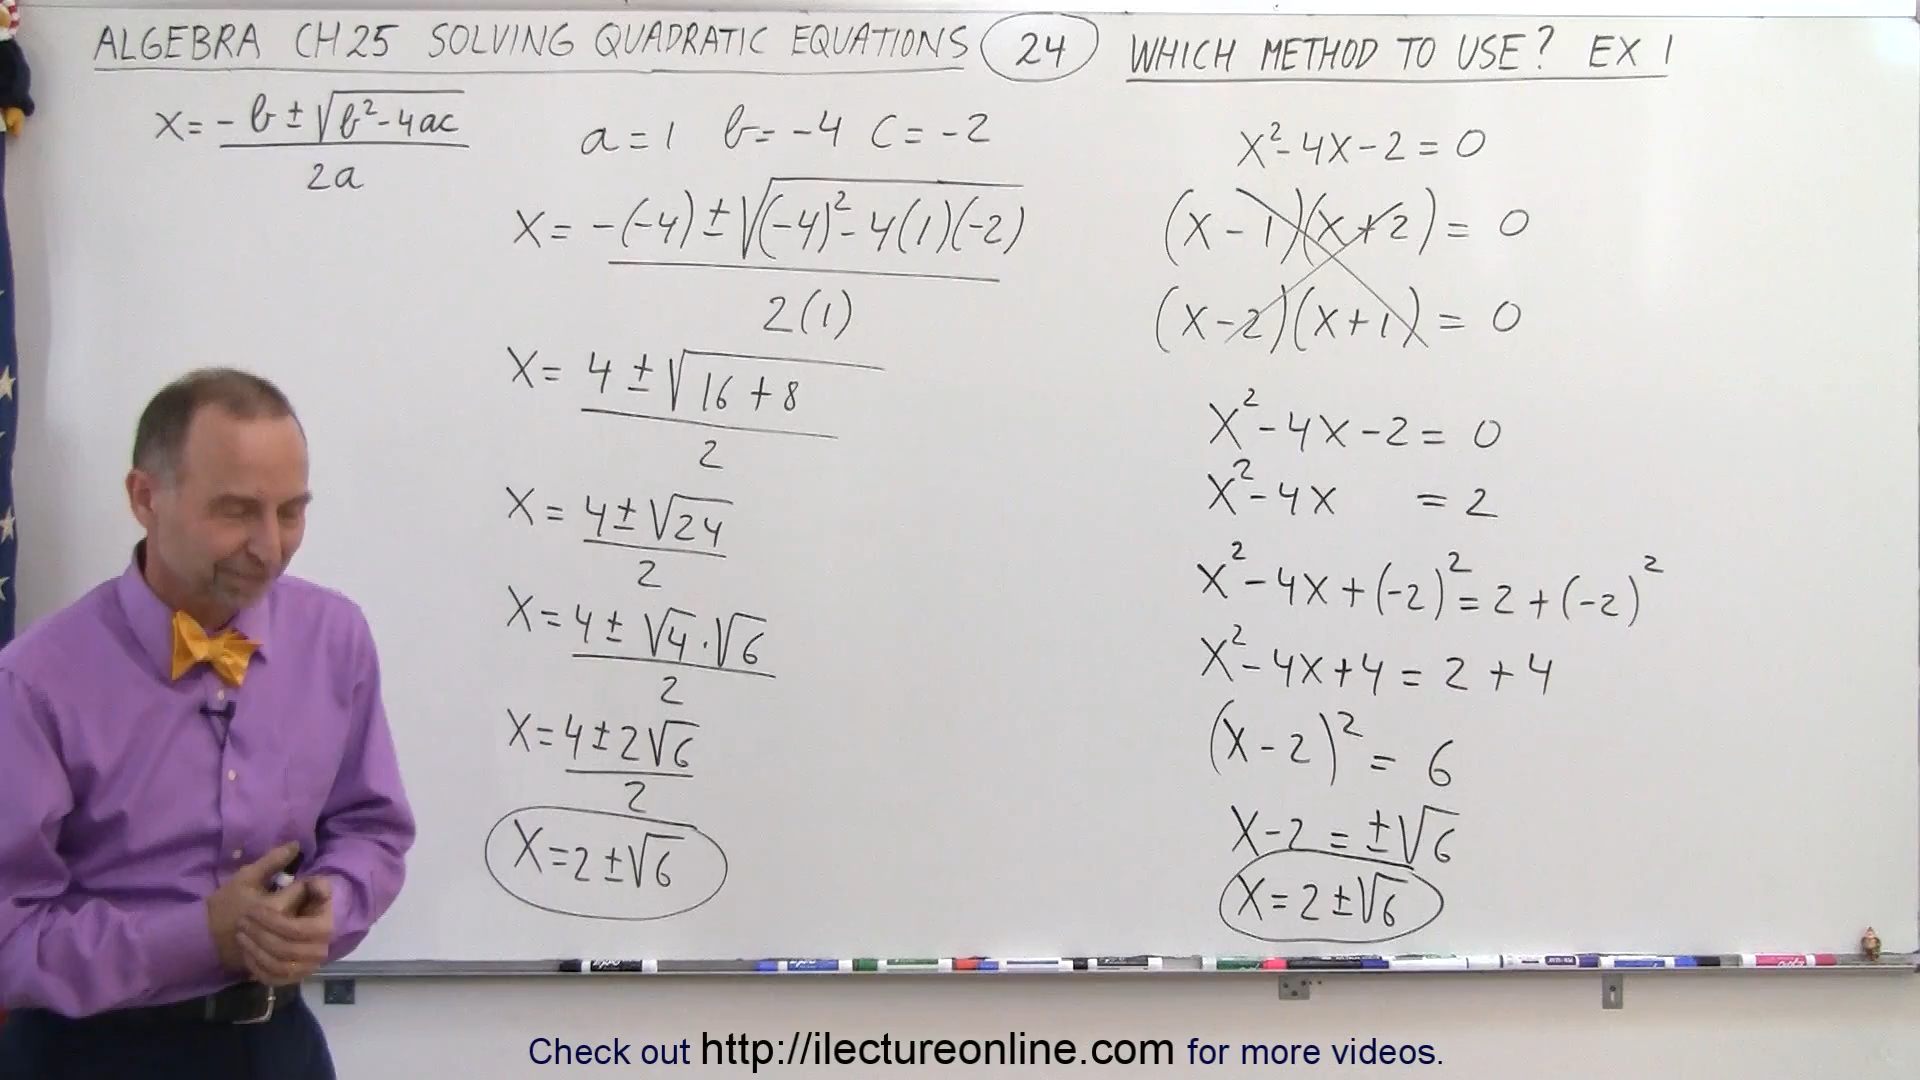 ALGEBRA CH 25 SOLVING QUADRATIC EQUATIONS 24 WHICH METHOD TO USE? EX 1
x = -b ± √b² - 4ac
2a
a = 1 b = -4 c = -2
x = -(-4) ± √(-4)² - 4(1)(-2)
2(1)
x = 4 ± √16 + 8
2
x = 4 ± √24
2
x = 4 ± √4 · √6
2
x = 4 ± 2√6
2
x = 2 ± √6
x² - 4x - 2 = 0
(x - 1)(x + 2) = 0
(x - 2)(x + 1) = 0
x² - 4x - 2 = 0
x² - 4x = 2
x² - 4x + (-2)² = 2 + (-2)²
x² - 4x + 4 = 2 + 4
(x - 2)² = 6
x - 2 = ±√6
x = 2 ± √6
Check out http://ilectureonline.com for more videos.